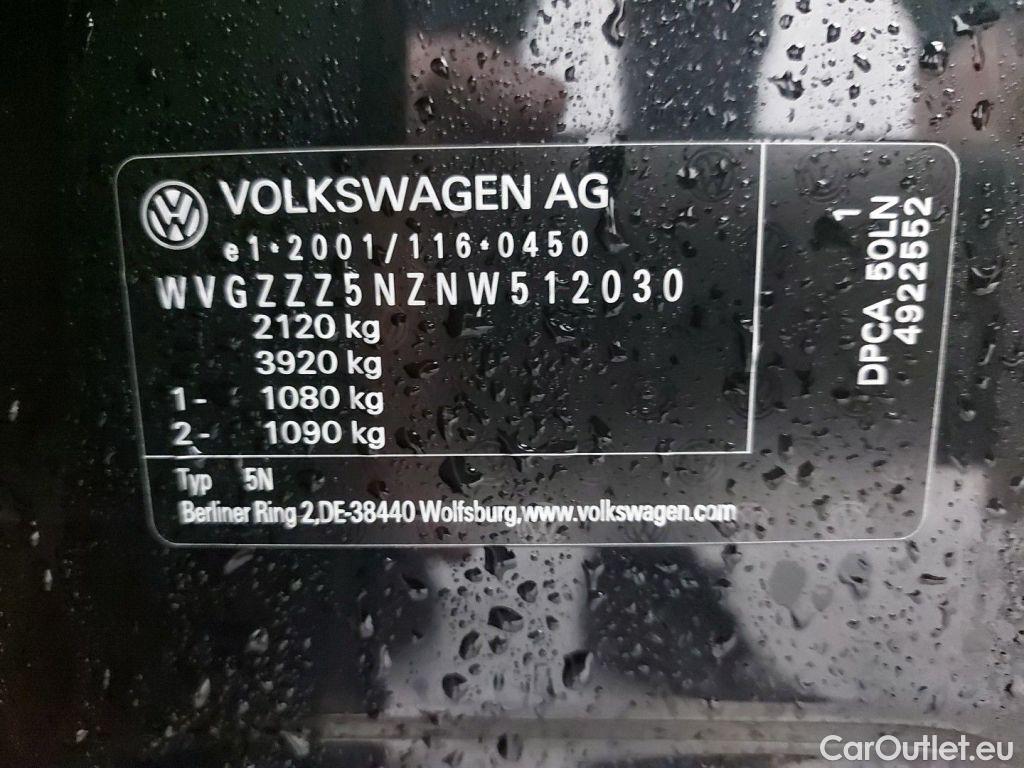 VOLKSWAGEN AG
e1*2001/116*0450
WVGZZZ5NZNW512030
2120 kg
3920 kg
1- 1080 kg
2- 1090 kg
Typ 5N
Berliner Ring 2,DE-38440 Wolfsburg,www.volkswagen.com
1
DPCA 50LN
4922552
CarOutlet.eu